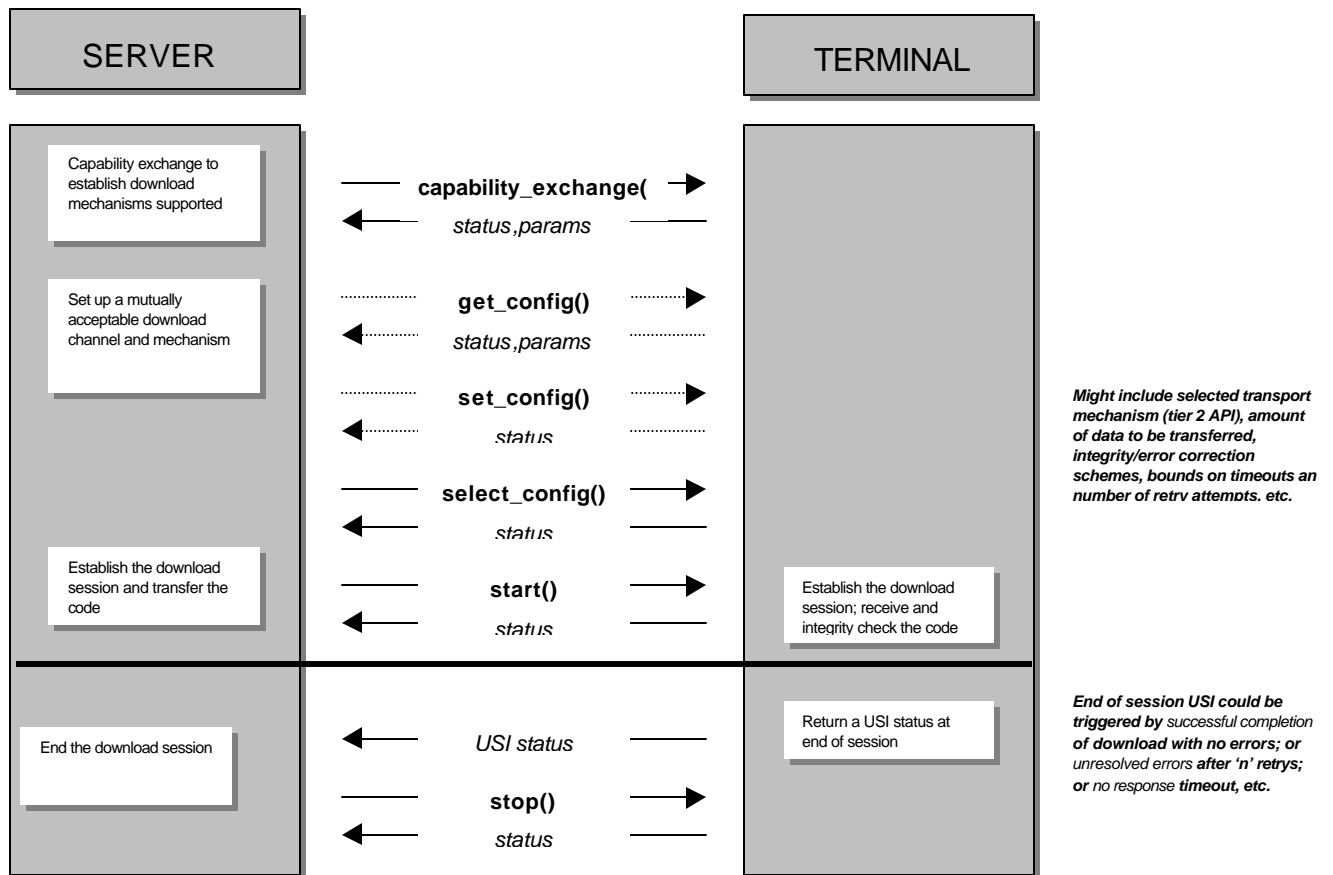 SERVER
TERMINAL
Capability exchange to
establish download
mechanisms supported
capability_exchange(
status,params
Set up a mutually
acceptable download
channel and mechanism
get_config()
status,params
set_config()
status
Might include selected transport
mechanism (tier 2 API), amount
of data to be transferred,
integrity/error correction
schemes, bounds on timeouts an
number of retry attempts, etc.
select_config()
status
Establish the download
session and transfer the
code
start()
status
Establish the download
session; receive and
integrity check the code
End the download session
USI status
Return a USI status at
end of session
End of session USI could be
triggered by successful completion
of download with no errors; or
unresolved errors after ‘n’ retrys;
or no response timeout, etc.
stop()
status